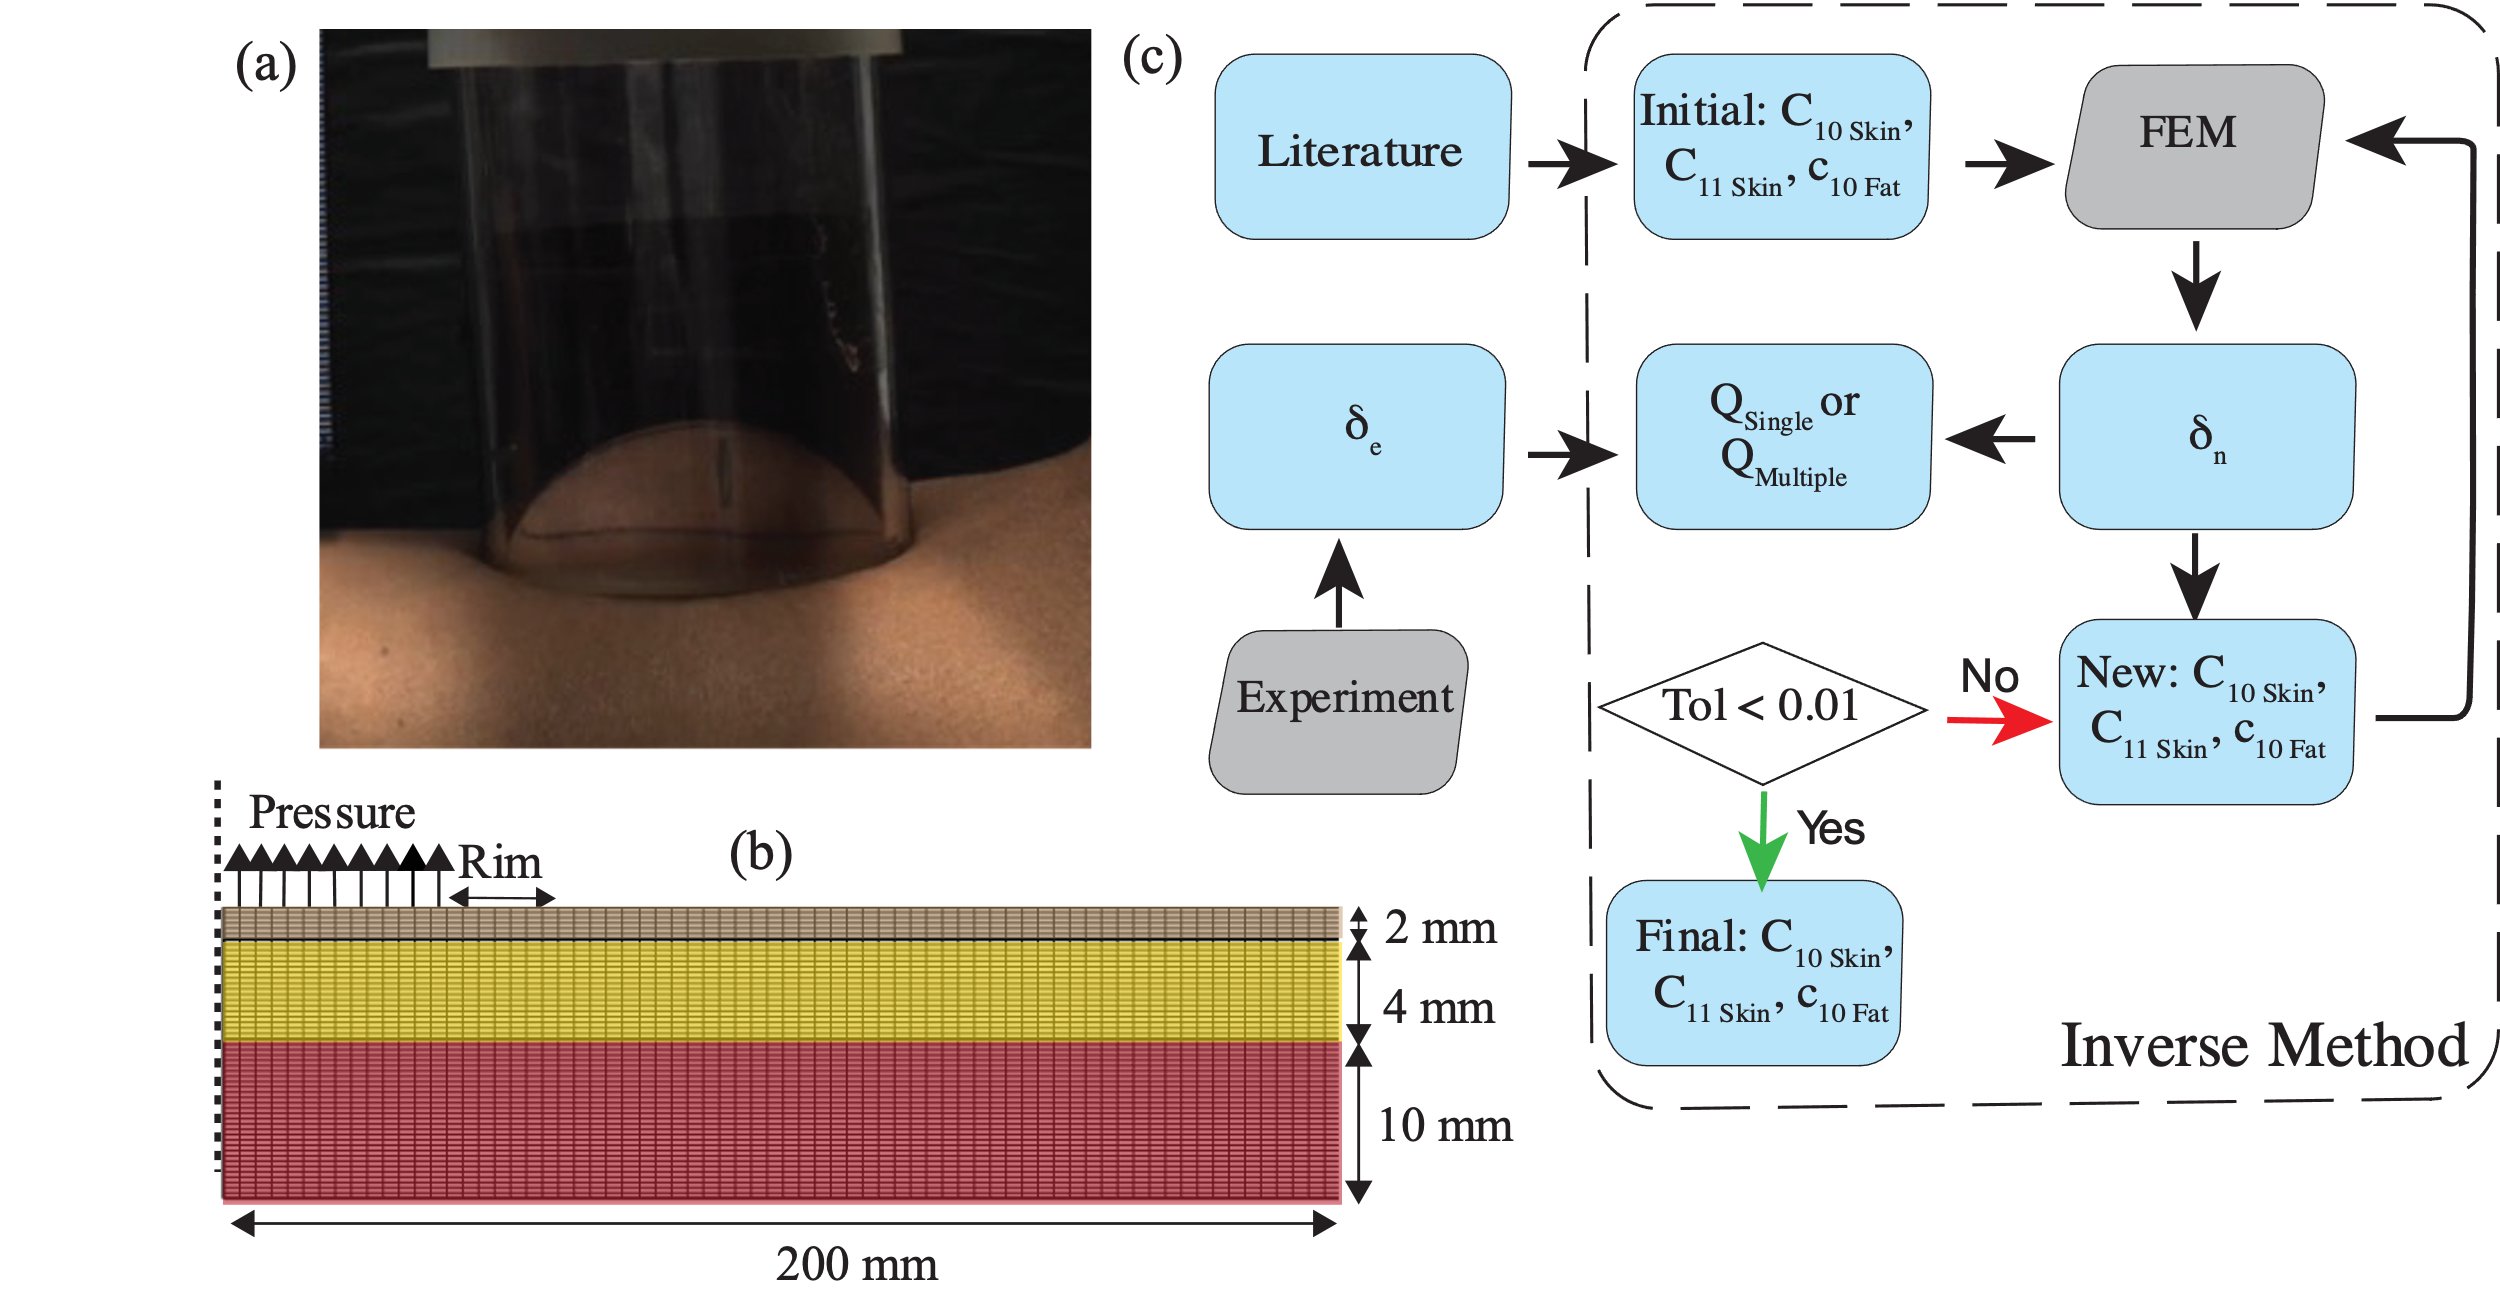 (a)
(c)
Literature
Initial: C10 Skin,
C11 Skin, c10 Fat
FEM
δe
QSingle or
QMultiple
δn
Experiment
Tol < 0.01
No
New: C10 Skin,
C11 Skin, c10 Fat
Yes
Final: C10 Skin,
C11 Skin, c10 Fat
Inverse Method
Pressure
Rim
(b)
2 mm
4 mm
10 mm
200 mm